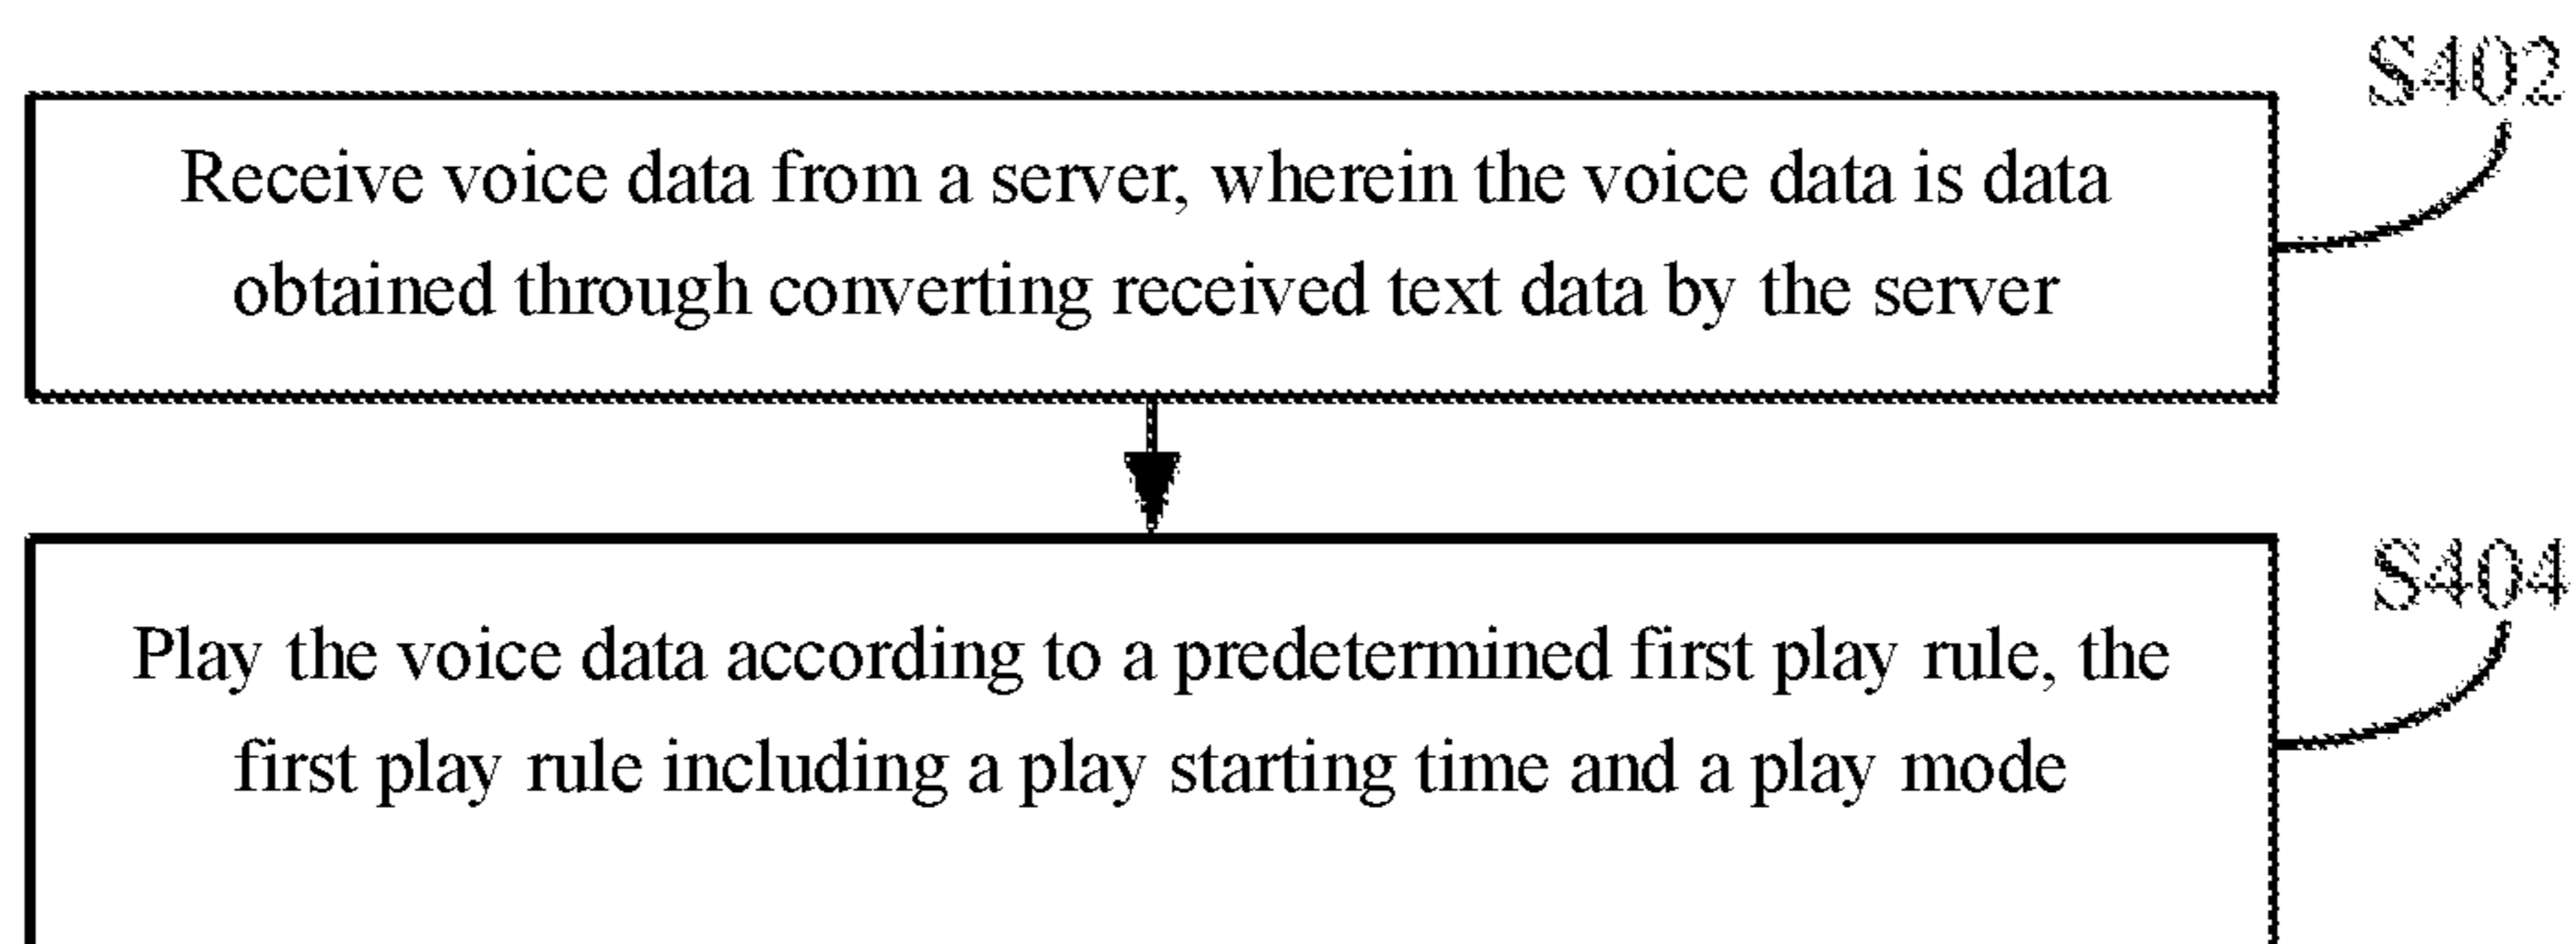 S402
Receive voice data from a server, wherein the voice data is data
obtained through converting received text data by the server
S404
Play the voice data according to a predetermined first play rule, the
first play rule including a play starting time and a play mode